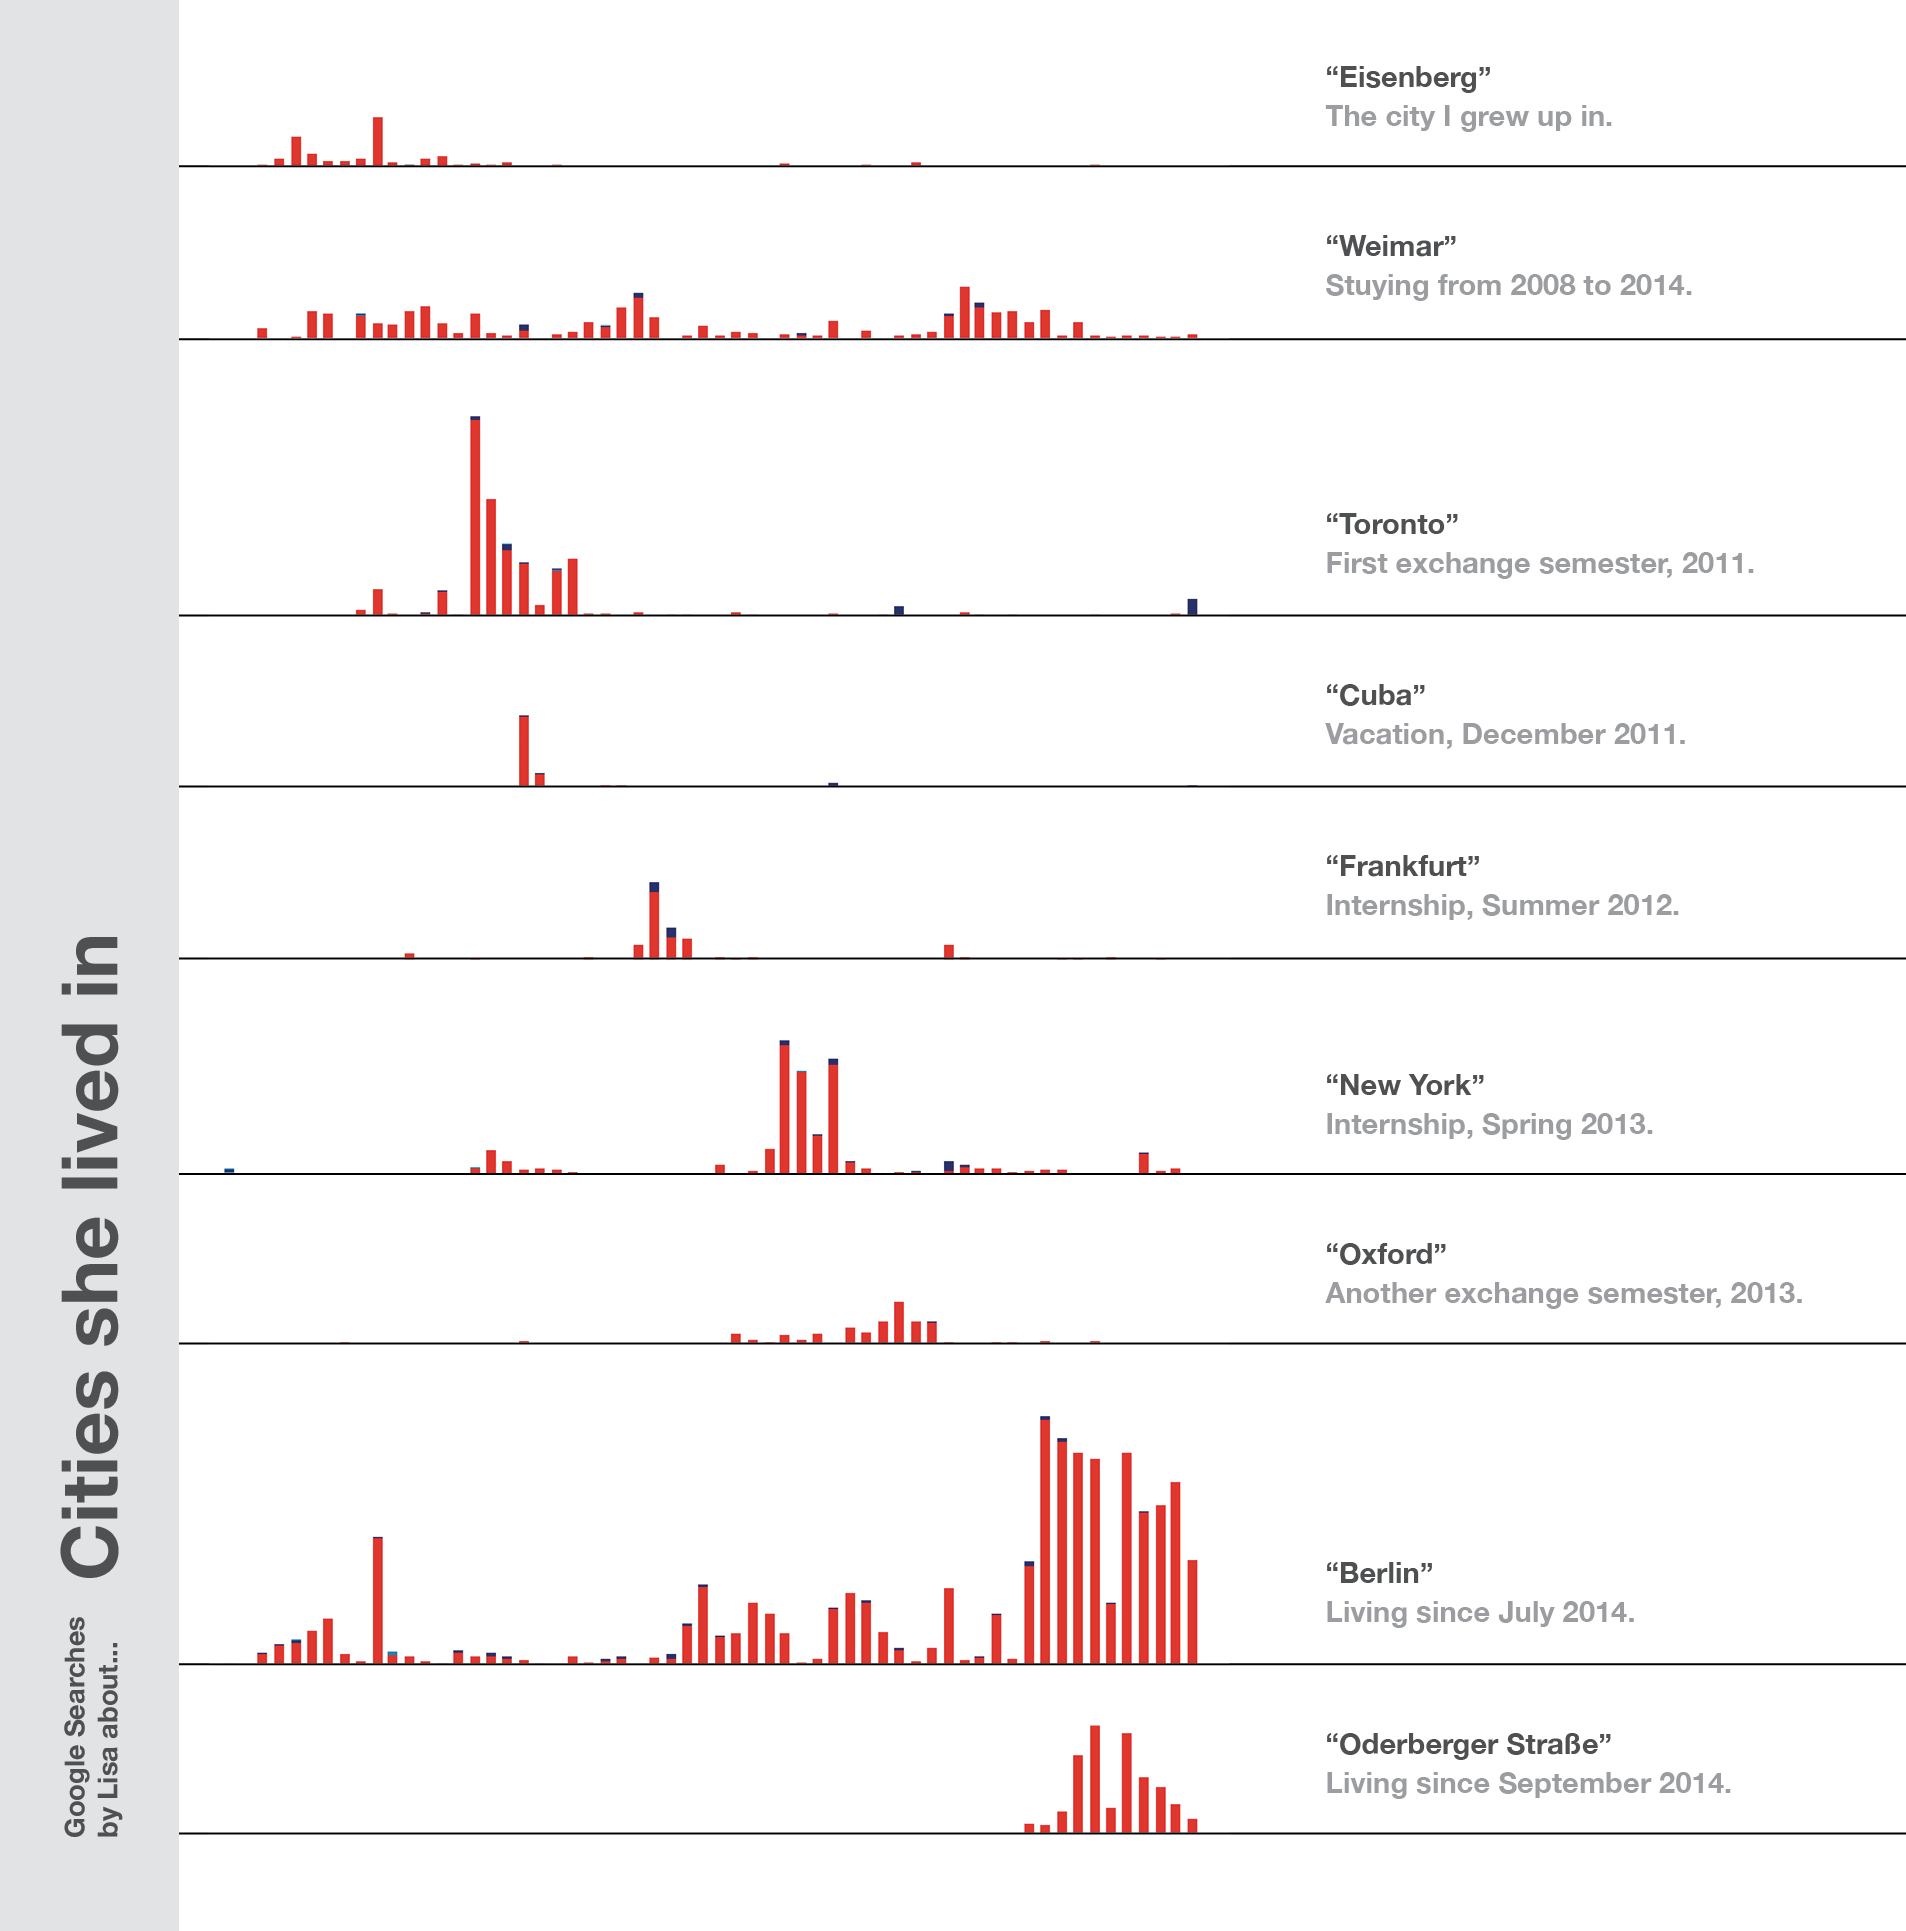 Google Searches
by Lisa about...
Cities she lived in
“Eisenberg”
The city I grew up in.
“Weimar”
Stuying from 2008 to 2014.
“Toronto”
First exchange semester, 2011.
“Cuba”
Vacation, December 2011.
“Frankfurt”
Internship, Summer 2012.
“New York”
Internship, Spring 2013.
“Oxford”
Another exchange semester, 2013.
“Berlin”
Living since July 2014.
“Oderberger Straße”
Living since September 2014.